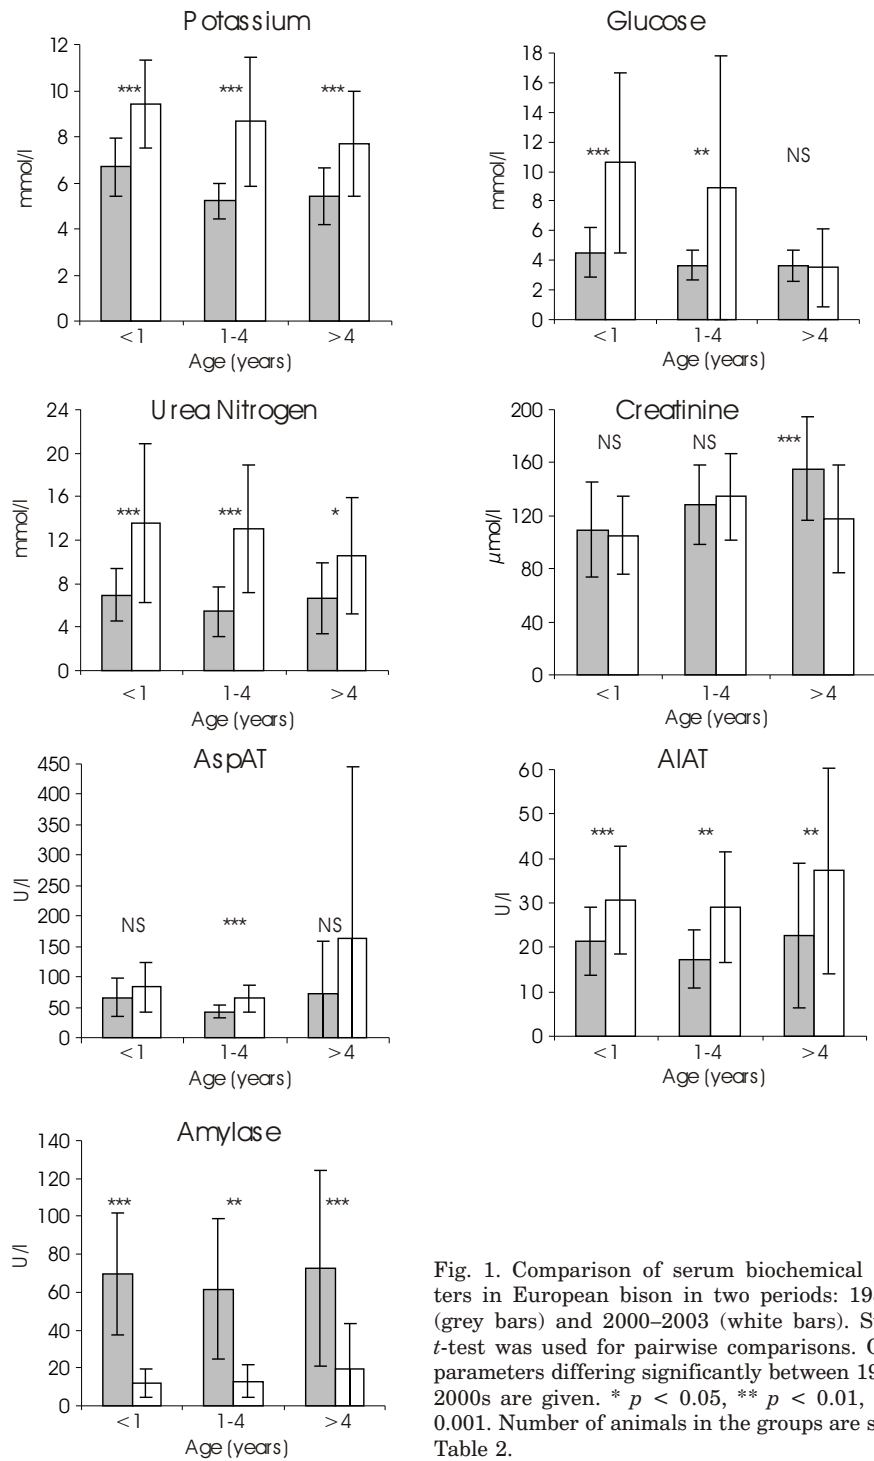 Potassium
12
10
8
6
4
2
0
mmol/l
*** *** ***
<1 1-4 >4
Age (years)
Glucose
18
16
14
12
10
8
6
4
2
0
mmol/l
*** ** NS
<1 1-4 >4
Age (years)
Urea Nitrogen
24
20
16
12
8
4
0
mmol/l
*** *** *
<1 1-4 >4
Age (years)
Creatinine
200
160
120
80
40
0
µmol/l
NS NS ***
<1 1-4 >4
Age (years)
AspAT
450
400
350
300
250
200
150
100
50
0
U/l
NS *** NS
<1 1-4 >4
Age (years)
AlAT
60
50
40
30
20
10
0
U/l
*** ** **
<1 1-4 >4
Age (years)
Amylase
140
120
100
80
60
40
20
0
U/l
*** ** ***
<1 1-4 >4
Age (years)
Fig. 1. Comparison of serum biochemical
ters in European bison in two periods:
(grey bars) and 2000–2003 (white bars).
t-test was used for pairwise comparisons.
parameters differing significantly between
2000s are given. * p < 0.05, ** p < 0.01,
0.001. Number of animals in the groups are
Table 2.